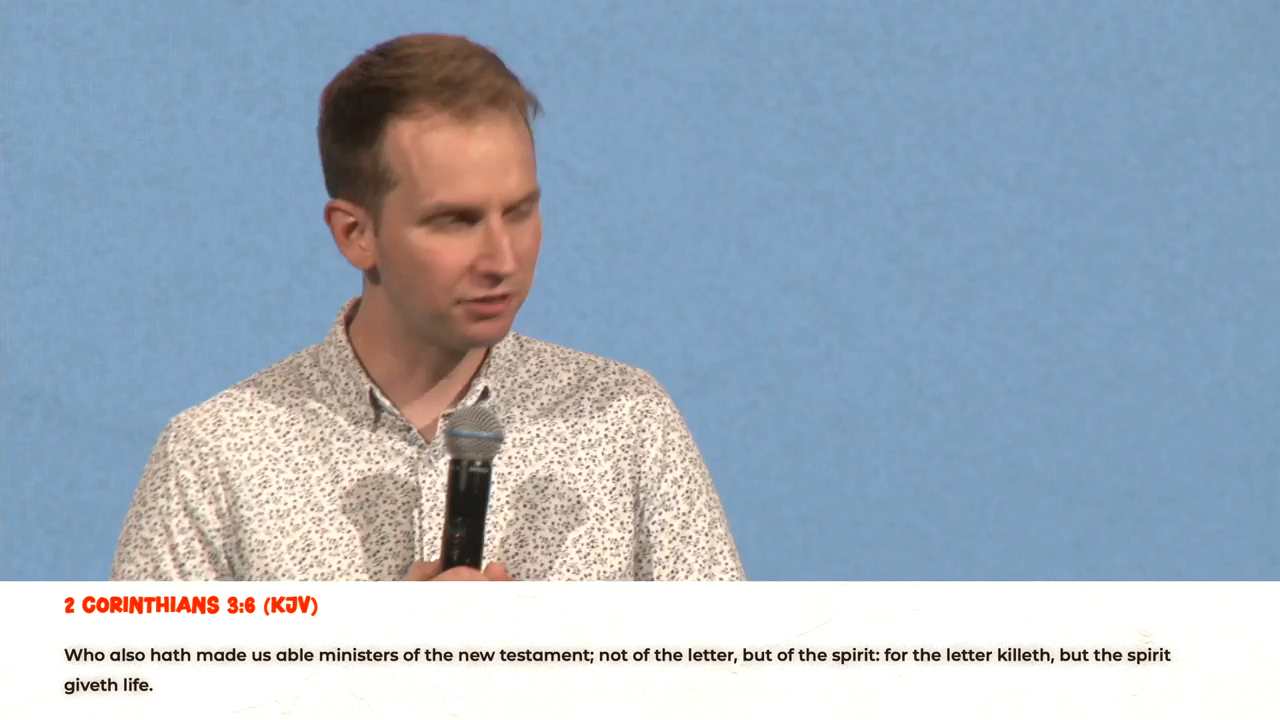 2 CORINTHIANS 3:6 (KJV)
Who also hath made us able ministers of the new testament; not of the letter, but of the spirit: for the letter killeth, but the spirit
giveth life.